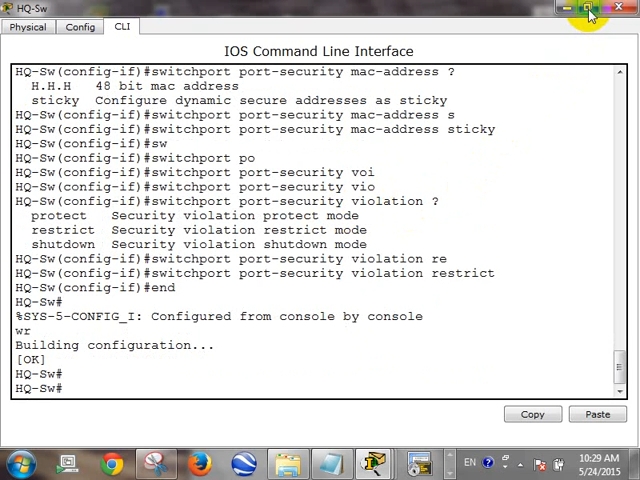 HQ-Sw
Physical Config CLI
IOS Command Line Interface
HQ-Sw(config-if)#switchport port-security mac-address ?
H.H.H 48 bit mac address
sticky Configure dynamic secure addresses as sticky
HQ-Sw(config-if)#switchport port-security mac-address s
HQ-Sw(config-if)#switchport port-security mac-address sticky
HQ-Sw(config-if)#sw
HQ-Sw(config-if)#switchport po
HQ-Sw(config-if)#switchport port-security voi
HQ-Sw(config-if)#switchport port-security vio
HQ-Sw(config-if)#switchport port-security violation ?
protect Security violation protect mode
restrict Security violation restrict mode
shutdown Security violation shutdown mode
HQ-Sw(config-if)#switchport port-security violation re
HQ-Sw(config-if)#switchport port-security violation restrict
HQ-Sw(config-if)#end
HQ-Sw#
%SYS-5-CONFIG_I: Configured from console by console
wr
Building configuration...
[OK]
HQ-Sw#
HQ-Sw#
Copy Paste
EN
10:29 AM
5/24/2015